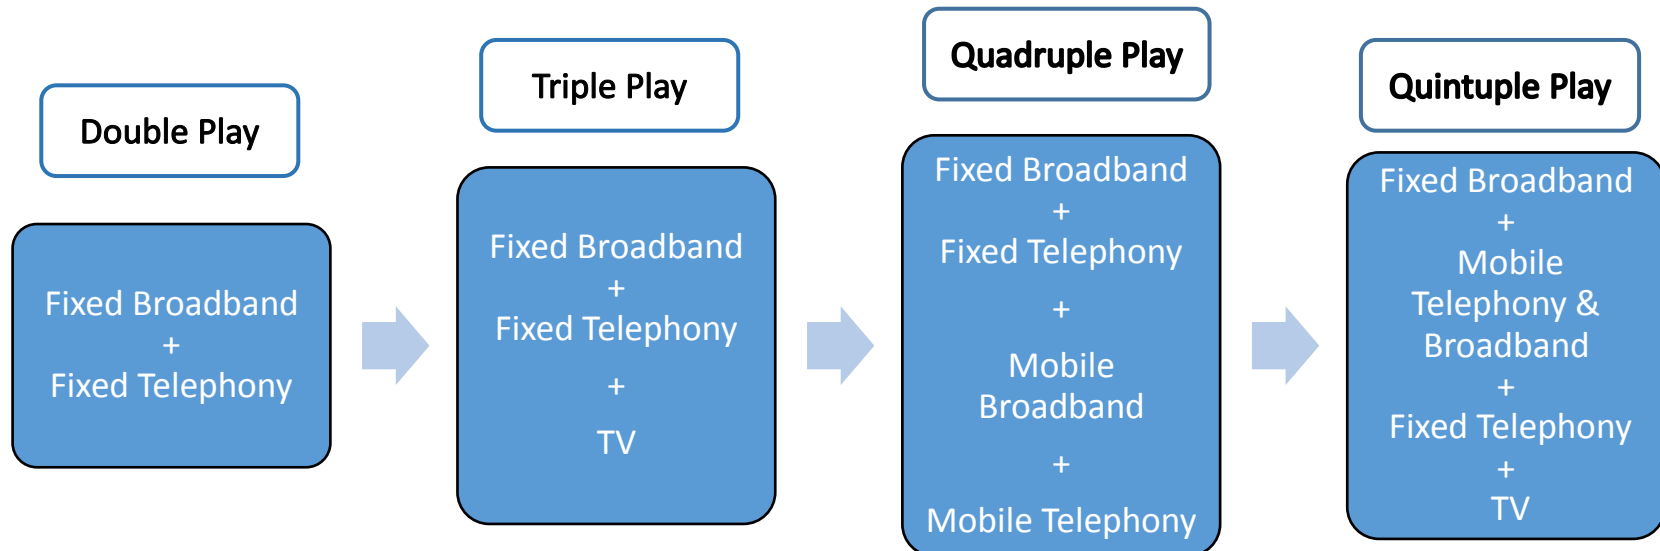 Double Play
Fixed Broadband
+
Fixed Telephony
Triple Play
Fixed Broadband
+
Fixed Telephony
+
TV
Quadruple Play
Fixed Broadband
+
Fixed Telephony
+
Mobile
Broadband
+
Mobile Telephony
Quintuple Play
Fixed Broadband
+
Mobile
Telephony &
Broadband
+
Fixed Telephony
+
TV